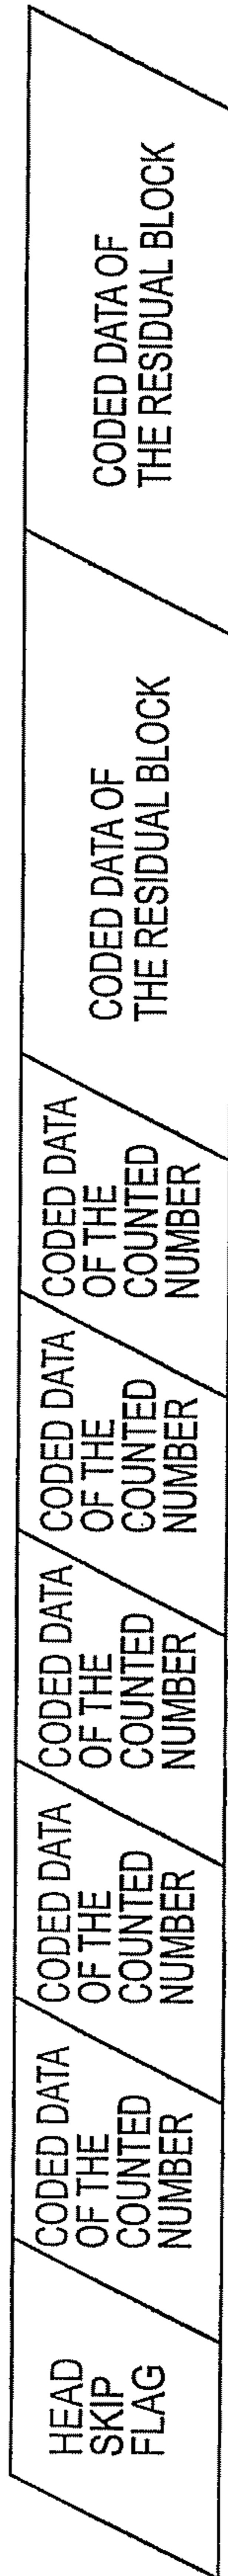 HEAD
SKIP
FLAG
CODED DATA
OF THE
COUNTED
NUMBER
CODED DATA
OF THE
COUNTED
NUMBER
CODED DATA
OF THE
COUNTED
NUMBER
CODED DATA
OF THE
COUNTED
NUMBER
CODED DATA
OF THE
COUNTED
NUMBER
CODED DATA OF
THE RESIDUAL BLOCK
CODED DATA OF
THE RESIDUAL BLOCK